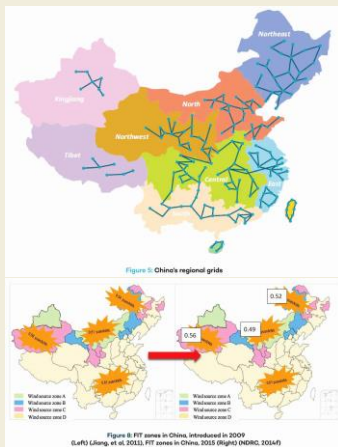 Northeast
North
Xinjiang
Northwest
Tibet
Central
East
Figure 5: China's regional grids
0.52
0.56
0.49
Windsource zone A
Windsource zone B
Windsource zone C
Windsource zone D
Windsource zone A
Windsource zone B
Windsource zone C
Windsource zone D
Figure 8: FIT zones in China, introduced in 2009
(Left) (Jiang, et al, 2011), FIT zones in China, 2015 (Right) (NDRG, 2014f)